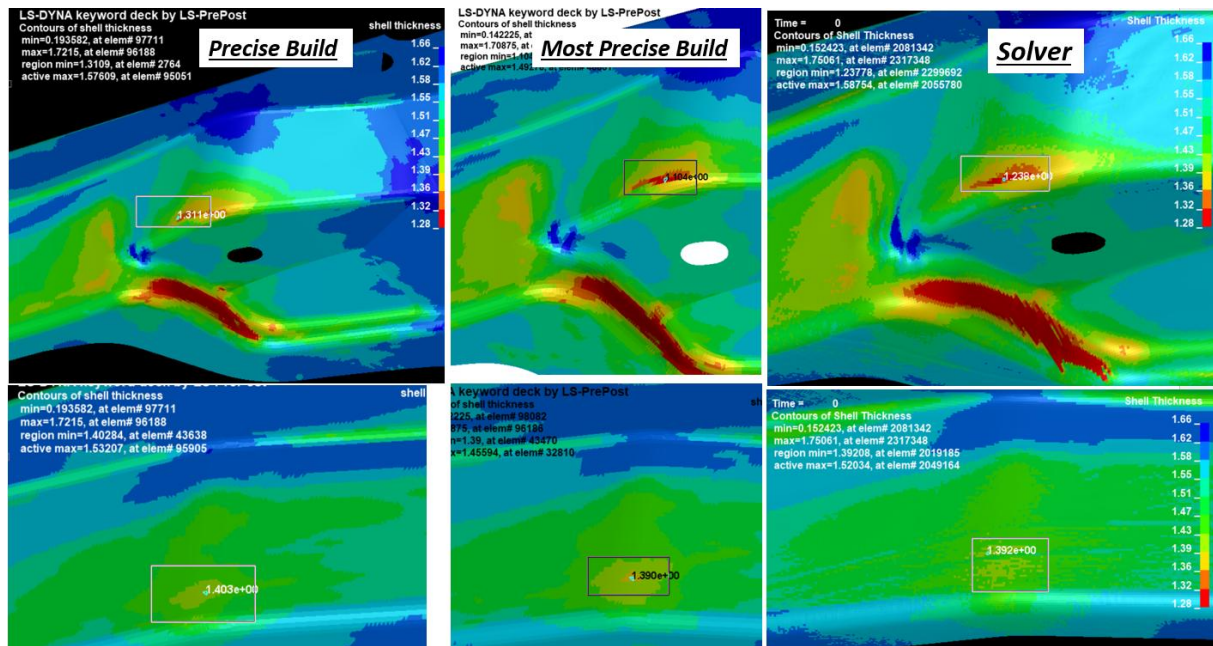 LS-DYNA keyword deck by LS-PrePost
Contours of shell thickness
min=0.193582, at elem# 97711
max=1.7215, at elem# 96188
region min=1.3109, at elem# 2764
active max=1.57609, at elem# 95051
Precise Build
shell thickness
1.66
1.62
1.58
1.55
1.51
1.47
1.43
1.39
1.36
1.32
1.28
1.311e+00
LS-DYNA keyword deck by LS-PrePost
Contours of shell thickness
min=0.142225, at
max=1.70875, at e
region min=1.104
Most Precise Build
1.104e+00
Time = 0
Contours of Shell Thickness
min=0.152423, at elem# 2081342
max=1.75061, at elem# 2317348
region min=1.23778, at elem# 2299692
active max=1.58754, at elem# 2055780
Solver
Shell Thickness
1.66
1.62
1.58
1.55
1.51
1.47
1.43
1.39
1.36
1.32
1.28
1.238e+00
Contours of shell thickness
min=0.193582, at elem# 97711
max=1.7215, at elem# 96188
region min=1.40284, at elem# 43638
active max=1.53207, at elem# 95905
shell
1.403e+00
A keyword deck by LS-PrePost
of shell thickness
2225, at elem# 98082
875, at elem# 96186
n=1.39, at elem# 43470
x=1.45594, at elem# 32810
sh
1.390e+00
Time = 0
Contours of Shell Thickness
min=0.152423, at elem# 2081342
max=1.75061, at elem# 2317348
region min=1.39208, at elem# 2019185
active max=1.52034, at elem# 2049164
Shell Thickness
1.66
1.62
1.58
1.55
1.51
1.47
1.43
1.39
1.36
1.32
1.28
1.392e+00